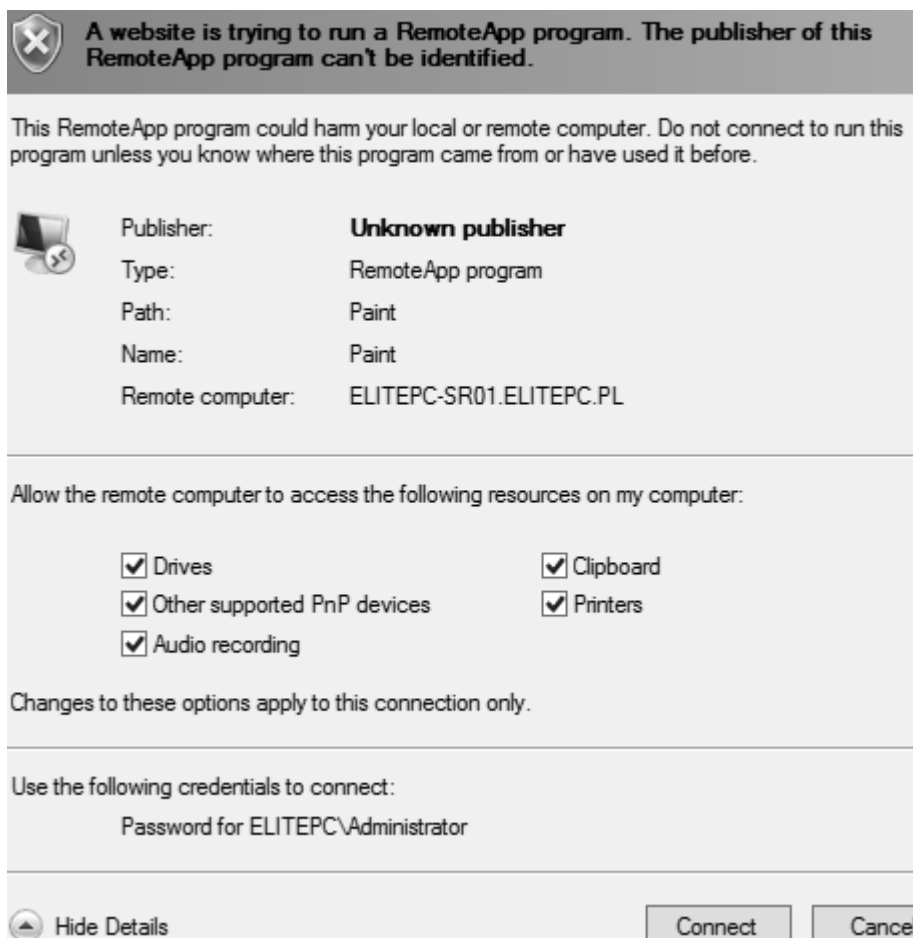 A website is trying to run a RemoteApp program. The publisher of this
RemoteApp program can't be identified.
This RemoteApp program could harm your local or remote computer. Do not connect to run this
program unless you know where this program came from or have used it before.
Publisher: Unknown publisher
Type: RemoteApp program
Path: Paint
Name: Paint
Remote computer: ELITEPC-SR01.ELITEPC.PL
Allow the remote computer to access the following resources on my computer:
Drives Clipboard
Other supported PnP devices Printers
Audio recording
Changes to these options apply to this connection only.
Use the following credentials to connect:
Password for ELITEPC\Administrator
Hide Details Connect Cancel